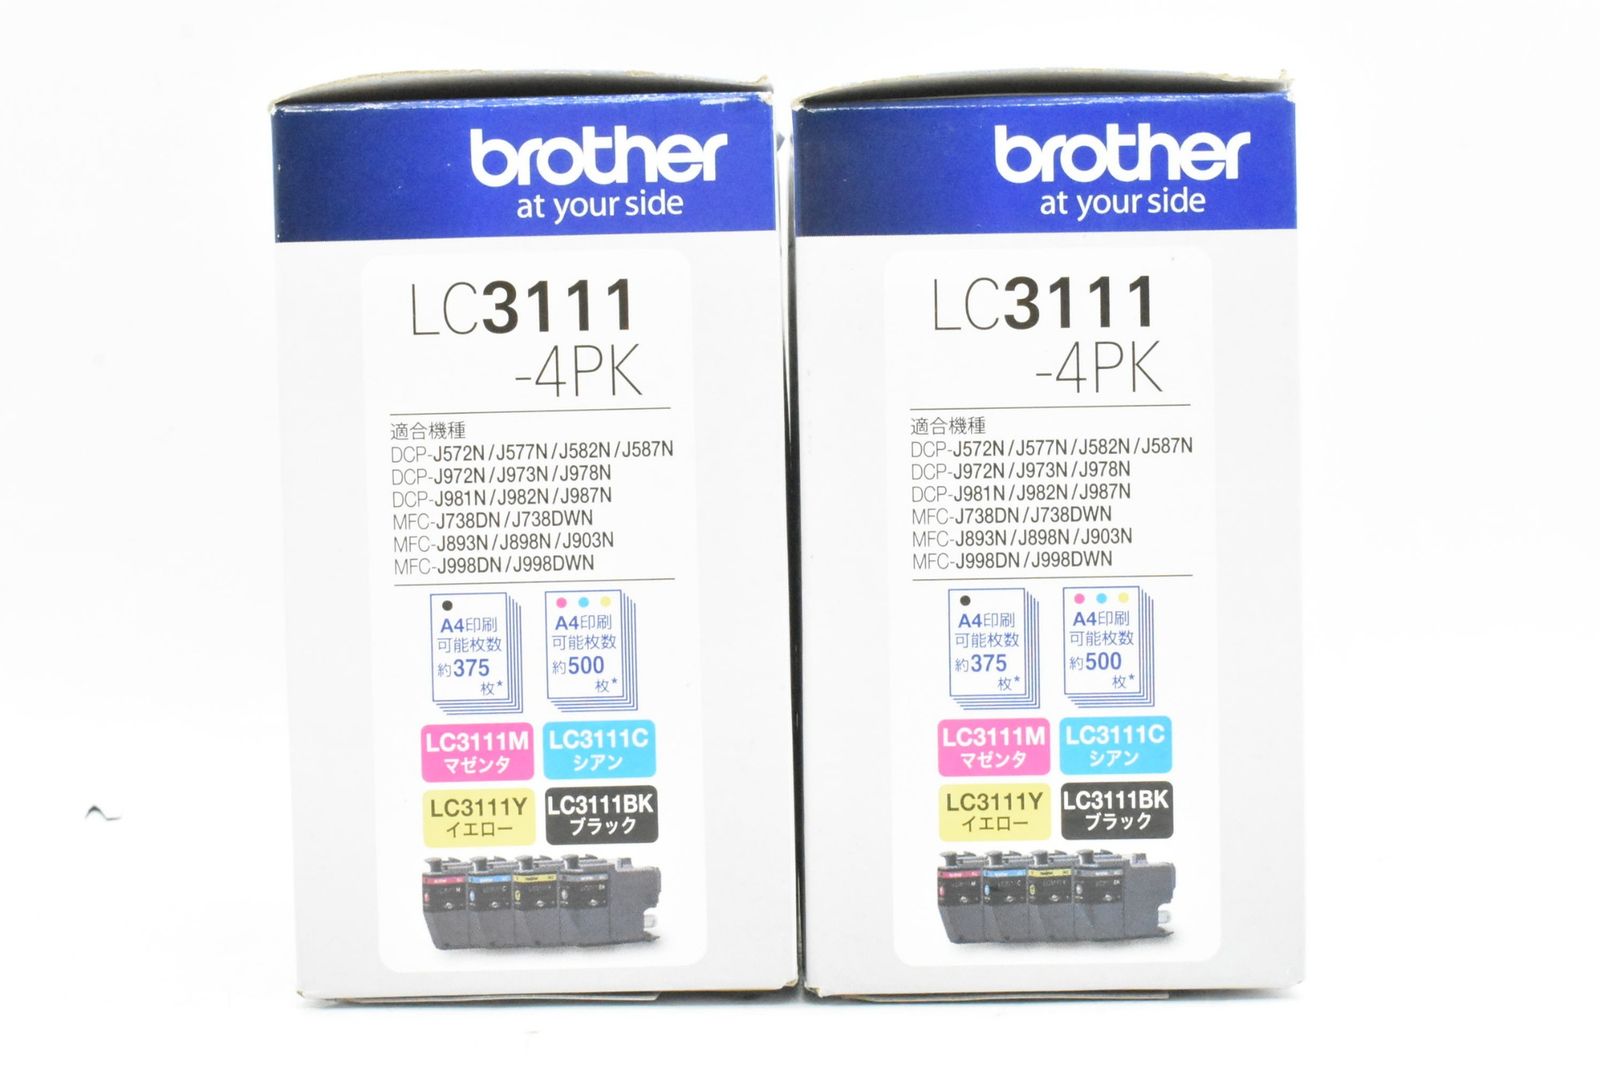 brother
at your side
LC3111
-4PK
適合機種
DCP-J572N/J577N/J582N/J587N
DCP-J972N/J973N/J978N
DCP-J981N/J982N/J987N
MFC-J738DN/J738DWN
MFC-J893N/J898N/J903N
MFC-J998DN/J998DWN
A4印刷
可能枚数
約375
枚*
A4印刷
可能枚数
約500
枚*
LC3111M
マゼンタ
LC3111C
シアン
LC3111Y
イエロー
LC3111BK
ブラック
brother
at your side
LC3111
-4PK
適合機種
DCP-J572N/J577N/J582N/J587N
DCP-J972N/J973N/J978N
DCP-J981N/J982N/J987N
MFC-J738DN/J738DWN
MFC-J893N/J898N/J903N
MFC-J998DN/J998DWN
A4印刷
可能枚数
約375
枚*
A4印刷
可能枚数
約500
枚*
LC3111M
マゼンタ
LC3111C
シアン
LC3111Y
イエロー
LC3111BK
ブラック